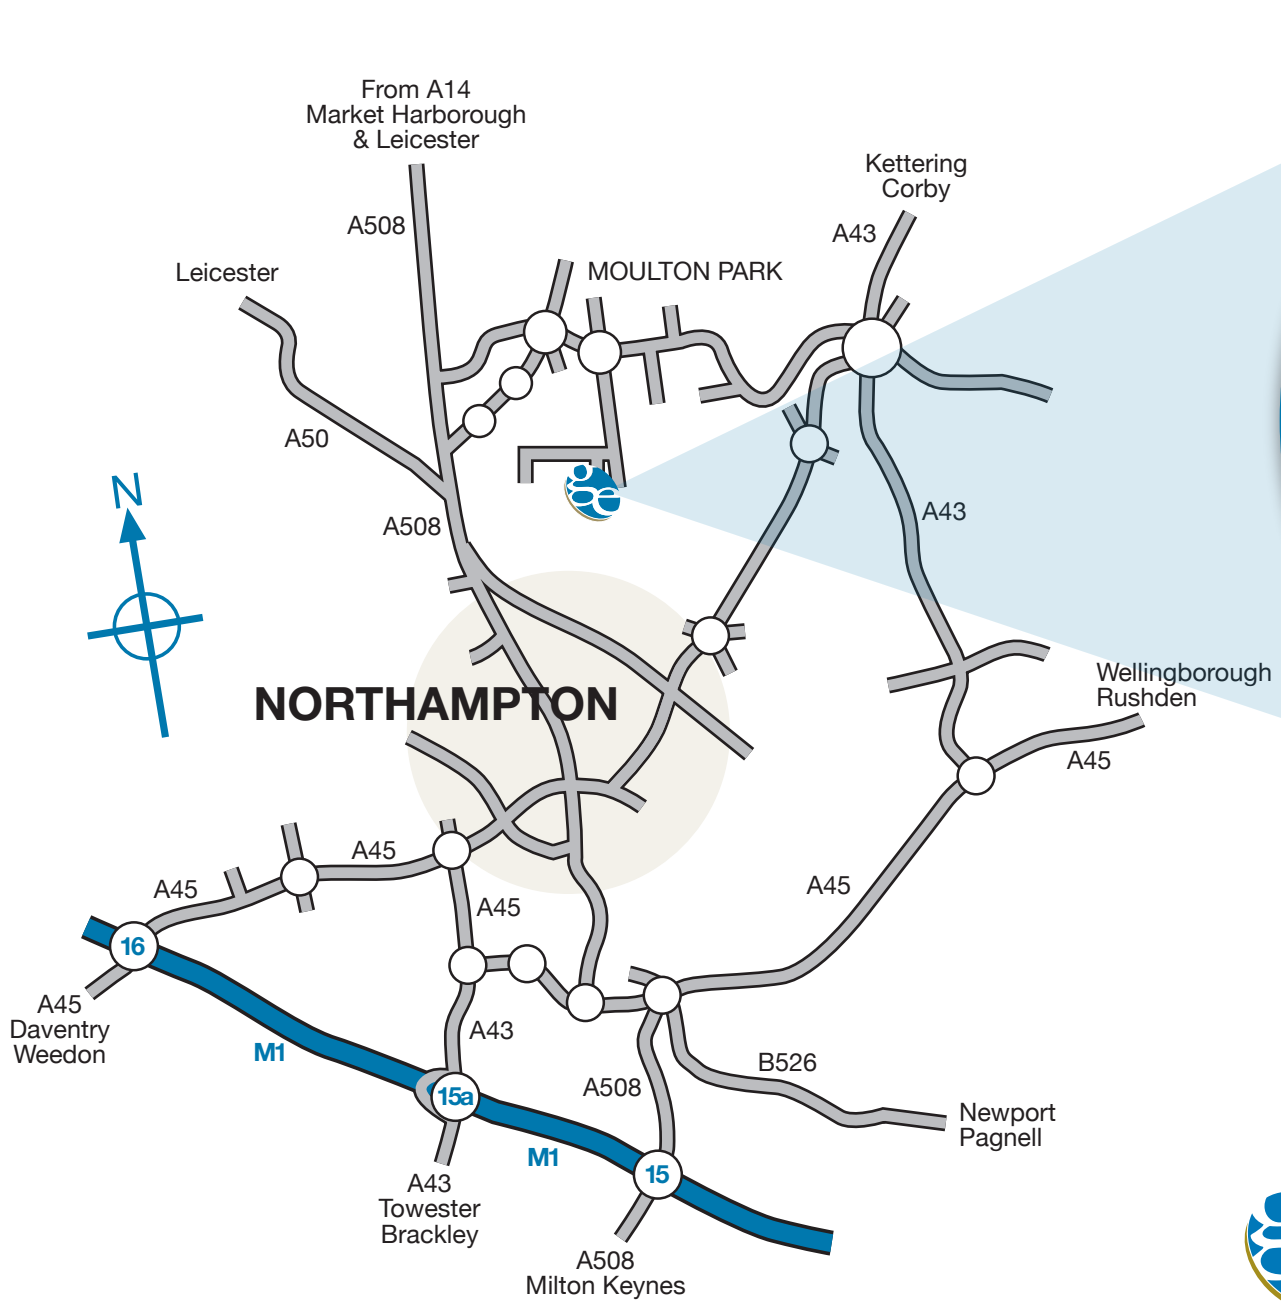 From A14
Market Harborough
& Leicester
Kettering
Corby
A508
A43
Leicester
MOULTON PARK
A50
N
A508
A43
Wellingborough
Rushden
NORTHAMPTON
A45
A45
A45
A45
A45
16
A45
Daventry
Weedon
M1
A43
15a
A508
B526
Newport
Pagnell
M1
15
A43
Towester
Brackley
A508
Milton Keynes